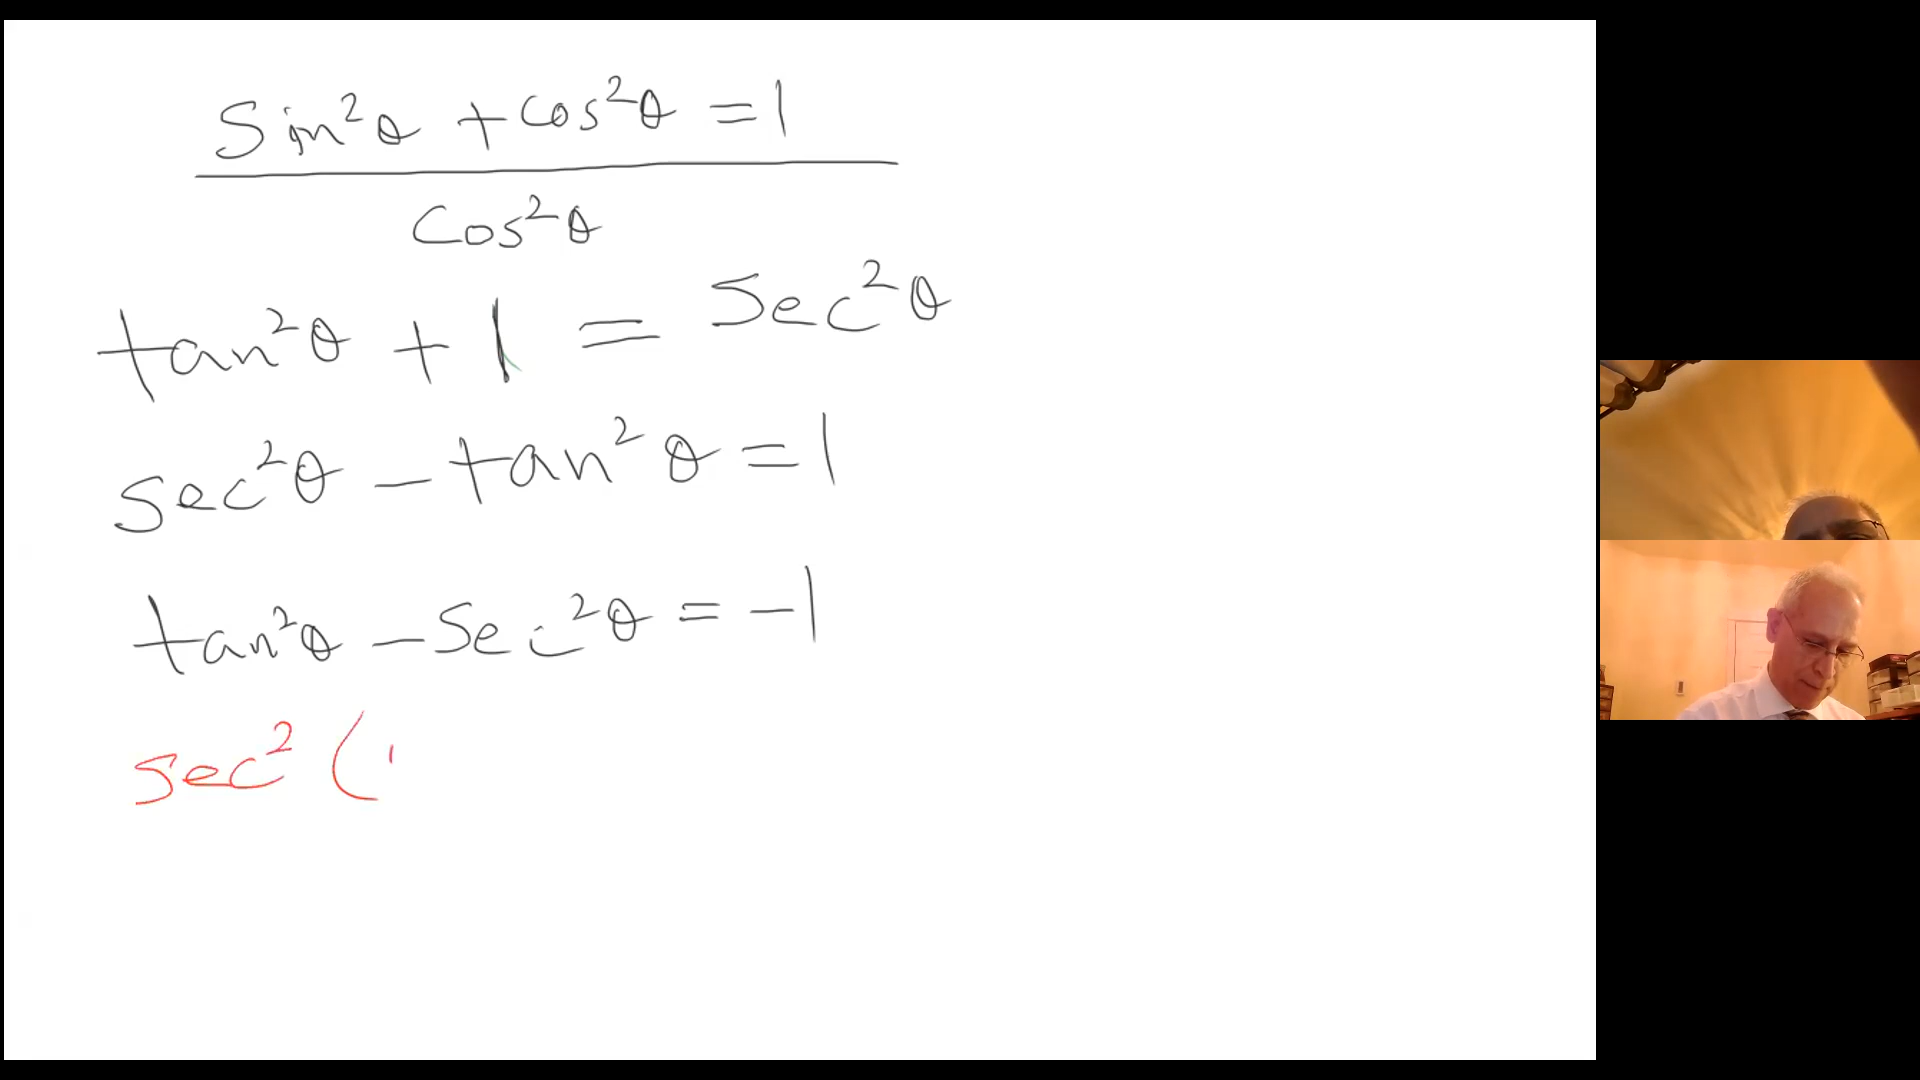 sin²θ + cos²θ = 1
cos²θ
tan²θ + 1 = sec²θ
sec²θ - tan²θ = 1
tan²θ - sec²θ = -1
sec² (